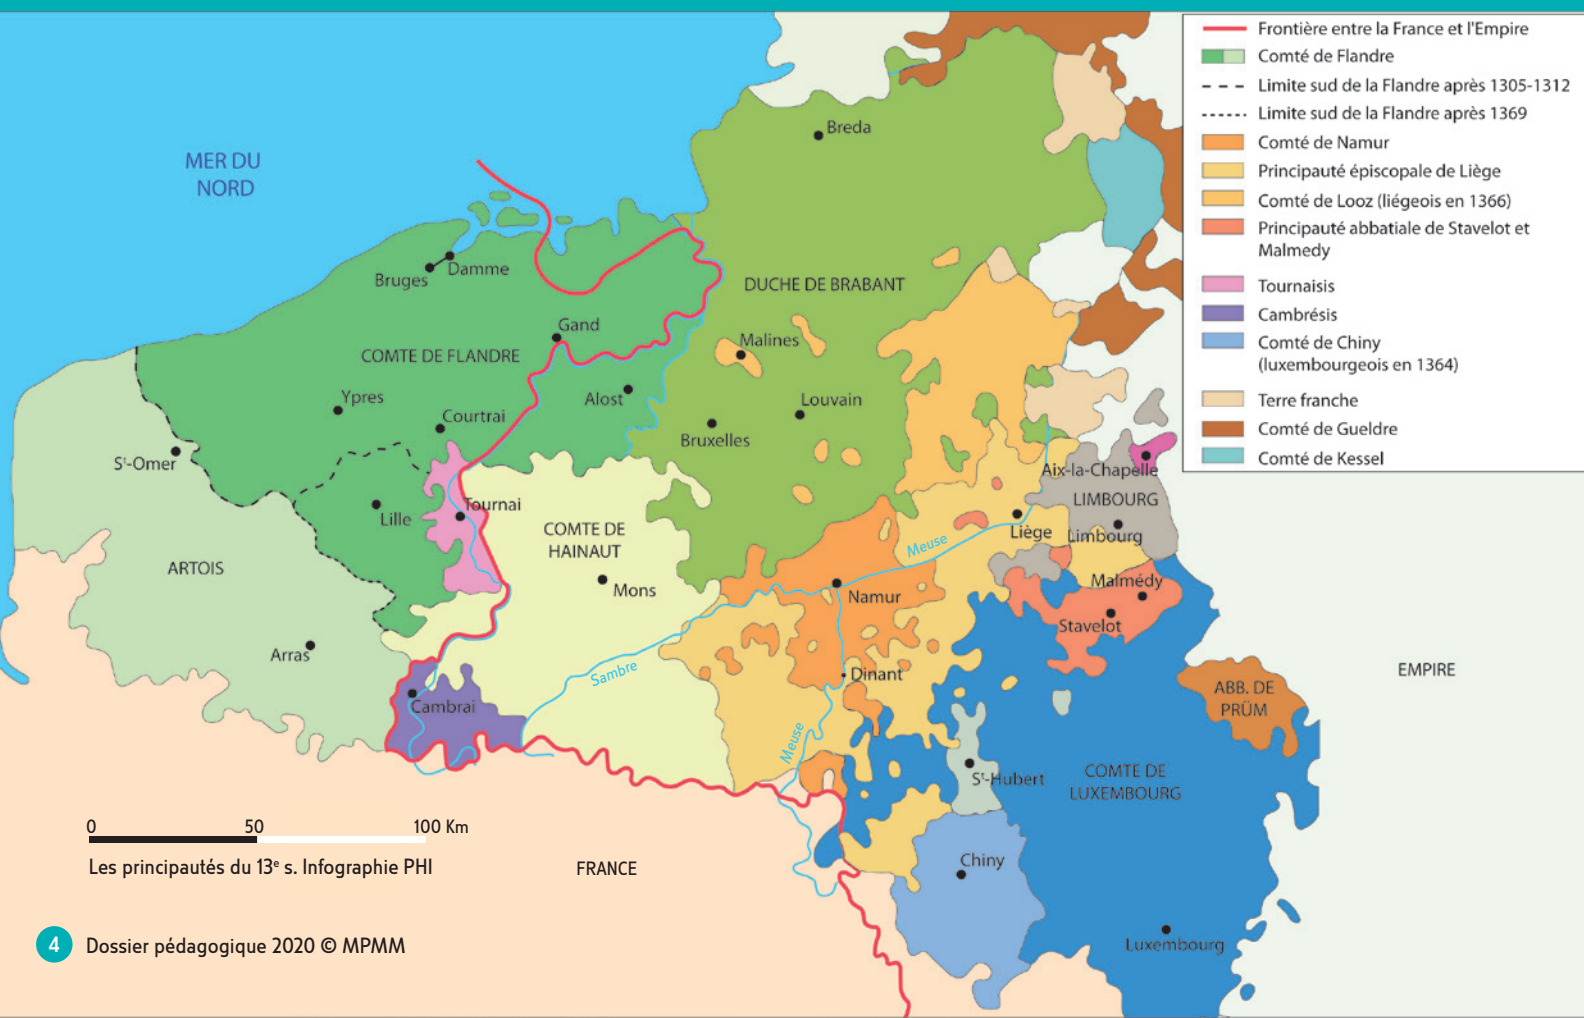 Frontière entre la France et l'Empire
Comté de Flandre
Limite sud de la Flandre après 1305-1312
Limite sud de la Flandre après 1369
Comté de Namur
Principauté épiscopale de Liège
Comté de Looz (liégeois en 1366)
Principauté abbatiale de Stavelot et
Malmedy
Tournaisis
Cambrésis
Comté de Chiny
(luxembourgeois en 1364)
Terre franche
Comté de Gueldre
Comté de Kessel
MER DU
NORD
Breda
Bruges
Damme
DUCHE DE BRABANT
Gand
Malines
COMTE DE FLANDRE
Ypres
Alost
Louvain
Courtrai
Bruxelles
Sᵗ-Omer
Aix-la-Chapelle
LIMBOURG
Tournai
Lille
COMTE DE
HAINAUT
Liège
Limbourg
Meuse
ARTOIS
Mons
Namur
Malmédy
Stavelot
Arras
Sambre
Dinant
EMPIRE
ABB. DE
PRÜM
Cambrai
Meuse
Sᵗ-Hubert
COMTE DE
LUXEMBOURG
0 50 100 Km
Les principautés du 13ᵉ s. Infographie PHI
FRANCE
Chiny
Luxembourg
4 Dossier pédagogique 2020 © MPMM